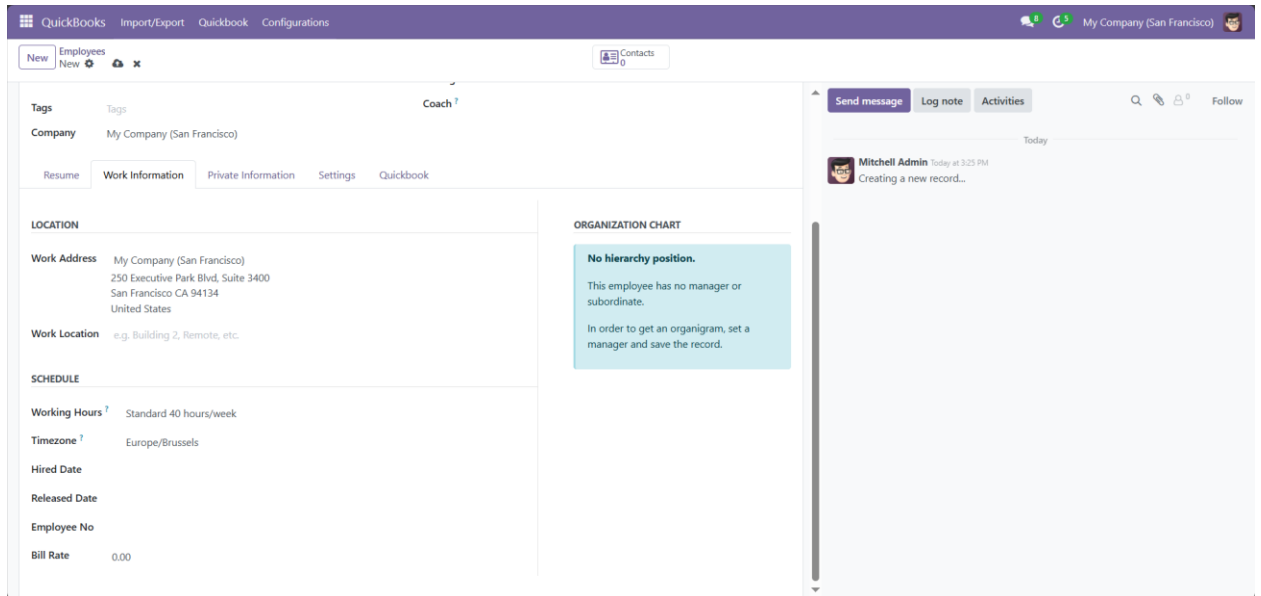 QuickBooks Import/Export Quickbook Configurations
8 5 My Company (San Francisco)
New Employees
New
Contacts
0
Tags Tags
Coach ?
Company My Company (San Francisco)
Resume Work Information Private Information Settings Quickbook
LOCATION
Work Address My Company (San Francisco)
250 Executive Park Blvd, Suite 3400
San Francisco CA 94134
United States
Work Location e.g. Building 2, Remote, etc.
SCHEDULE
Working Hours ? Standard 40 hours/week
Timezone ? Europe/Brussels
Hired Date
Released Date
Employee No
Bill Rate 0.00
ORGANIZATION CHART
No hierarchy position.
This employee has no manager or
subordinate.
In order to get an organigram, set a
manager and save the record.
Send message Log note Activities 0 Follow
Today
Mitchell Admin Today at 3:25 PM
Creating a new record...